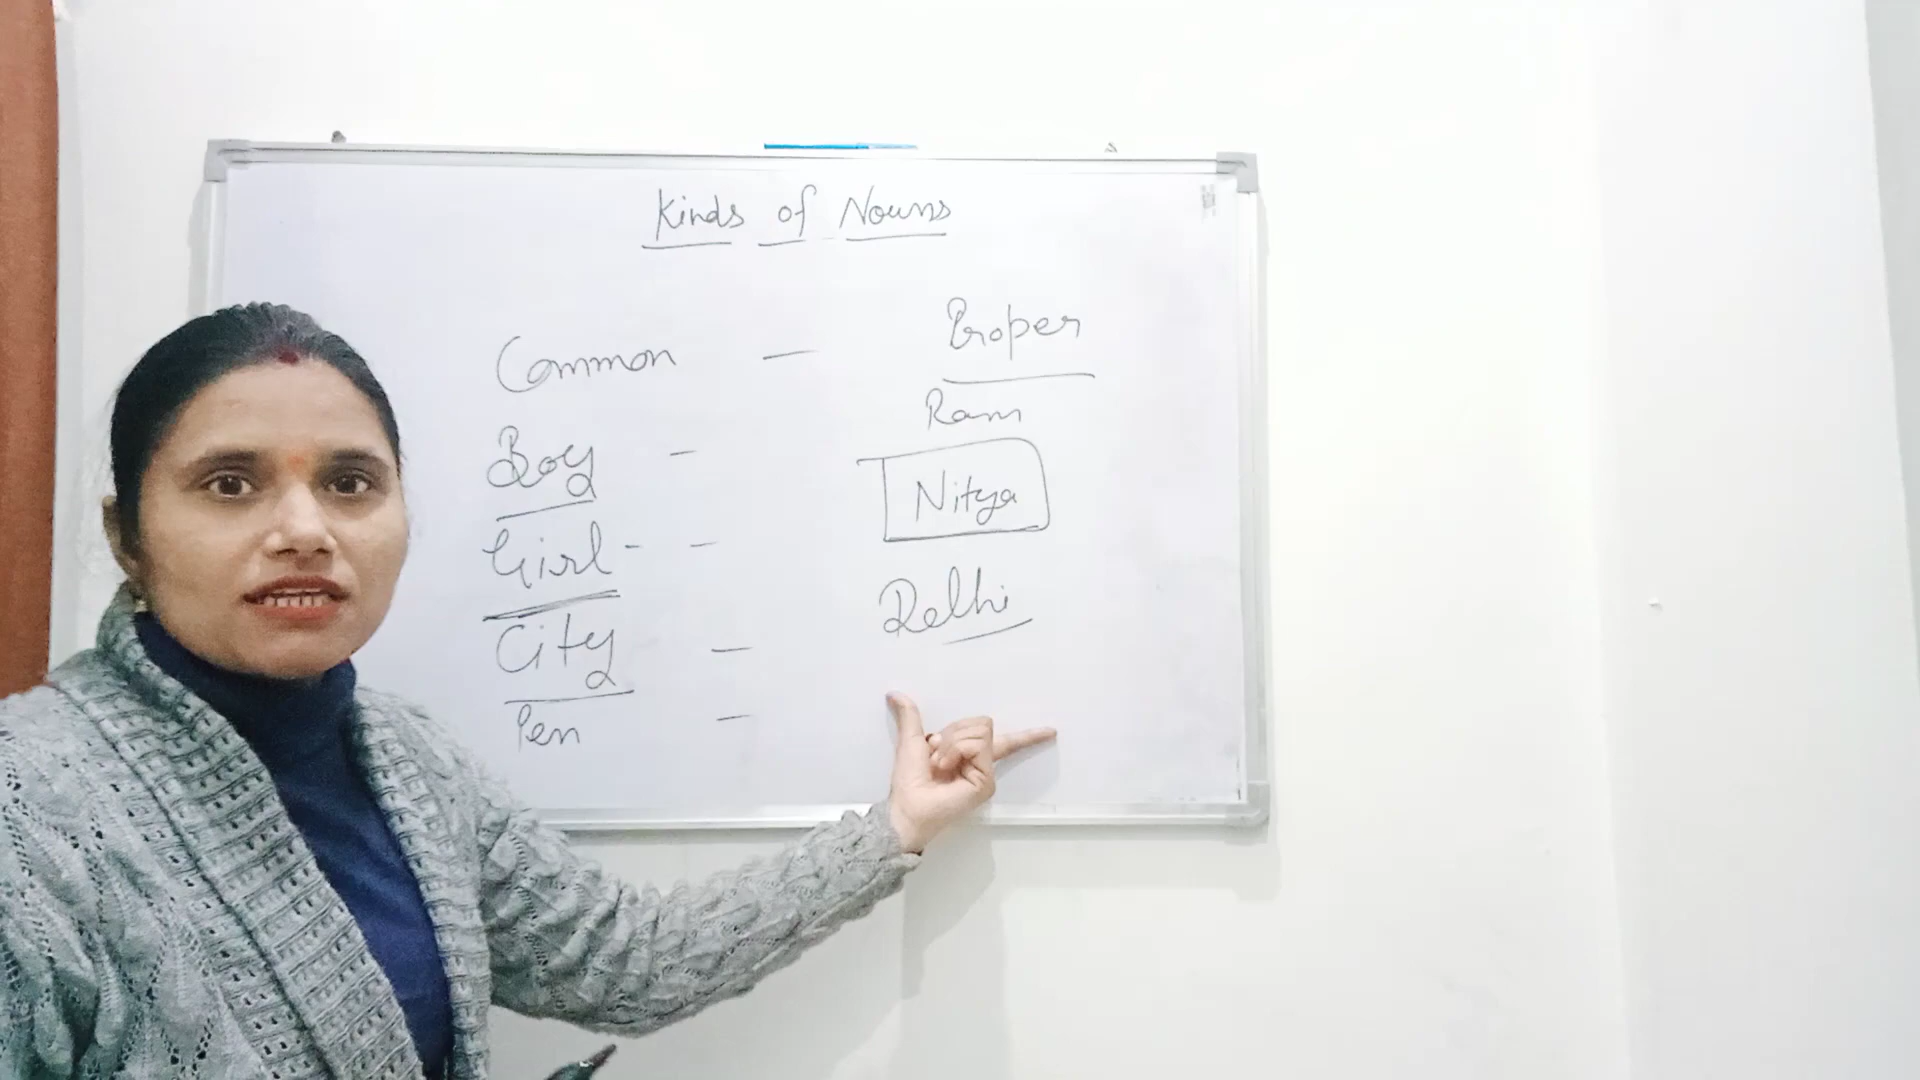 Kinds of Nouns
Common — Proper
Ram
Boy -
Nitya
Girl - -
City - Delhi
Pen -